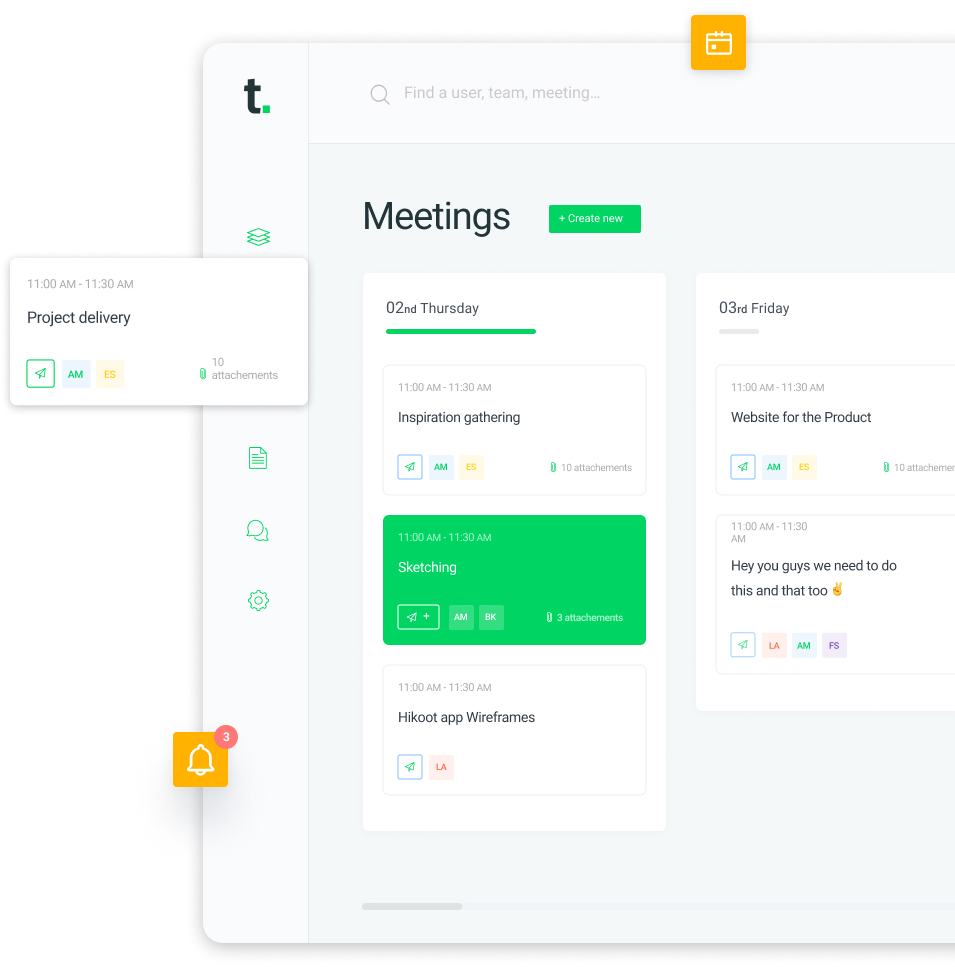 t.
Find a user, team, meeting...
Meetings
+ Create new
11:00 AM - 11:30 AM
Project delivery
AM
ES
10
attachements
02nd Thursday
11:00 AM - 11:30 AM
Inspiration gathering
AM
ES
10 attachements
11:00 AM - 11:30 AM
Sketching
+
AM
BK
3 attachements
11:00 AM - 11:30 AM
Hikoot app Wireframes
LA
03rd Friday
11:00 AM - 11:30 AM
Website for the Product
AM
ES
10 attachemen
11:00 AM - 11:30
AM
Hey you guys we need to do
this and that too ✌️
LA
AM
FS
3